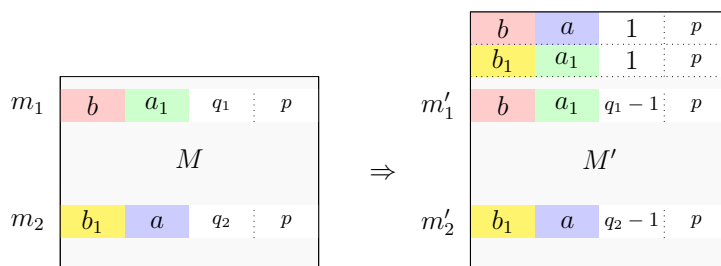 b a 1 p
b₁ a₁ 1 p
m₁ b a₁ q₁ p
m′₁ b a₁ q₁ − 1 p
M ⇒ M′
m₂ b₁ a q₂ p
m′₂ b₁ a q₂ − 1 p